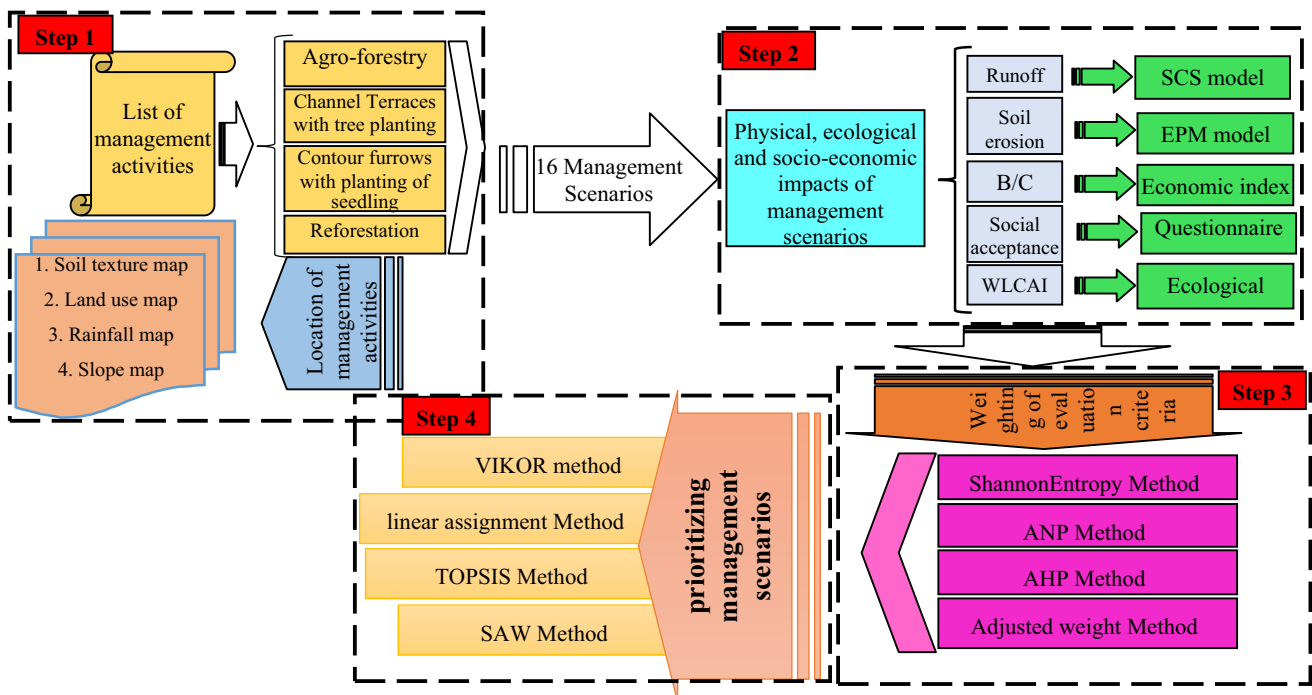 Step 1
List of
management
activities
Agro-forestry
Channel Terraces
with tree planting
Contour furrows
with planting of
seedling
Reforestation
1. Soil texture map
2. Land use map
3. Rainfall map
4. Slope map
Location of
management
activities
16 Management
Scenarios
Step 2
Physical, ecological
and socio-economic
impacts of
management
scenarios
Runoff
SCS model
Soil
erosion
EPM model
B/C
Economic index
Social
acceptance
Questionnaire
WLCAI
Ecological
Step 3
Wei
ghtin
g of
eval
uatio
n
crite
ria
ShannonEntropy Method
ANP Method
AHP Method
Adjusted weight Method
Step 4
prioritizing
management
scenarios
VIKOR method
linear assignment Method
TOPSIS Method
SAW Method